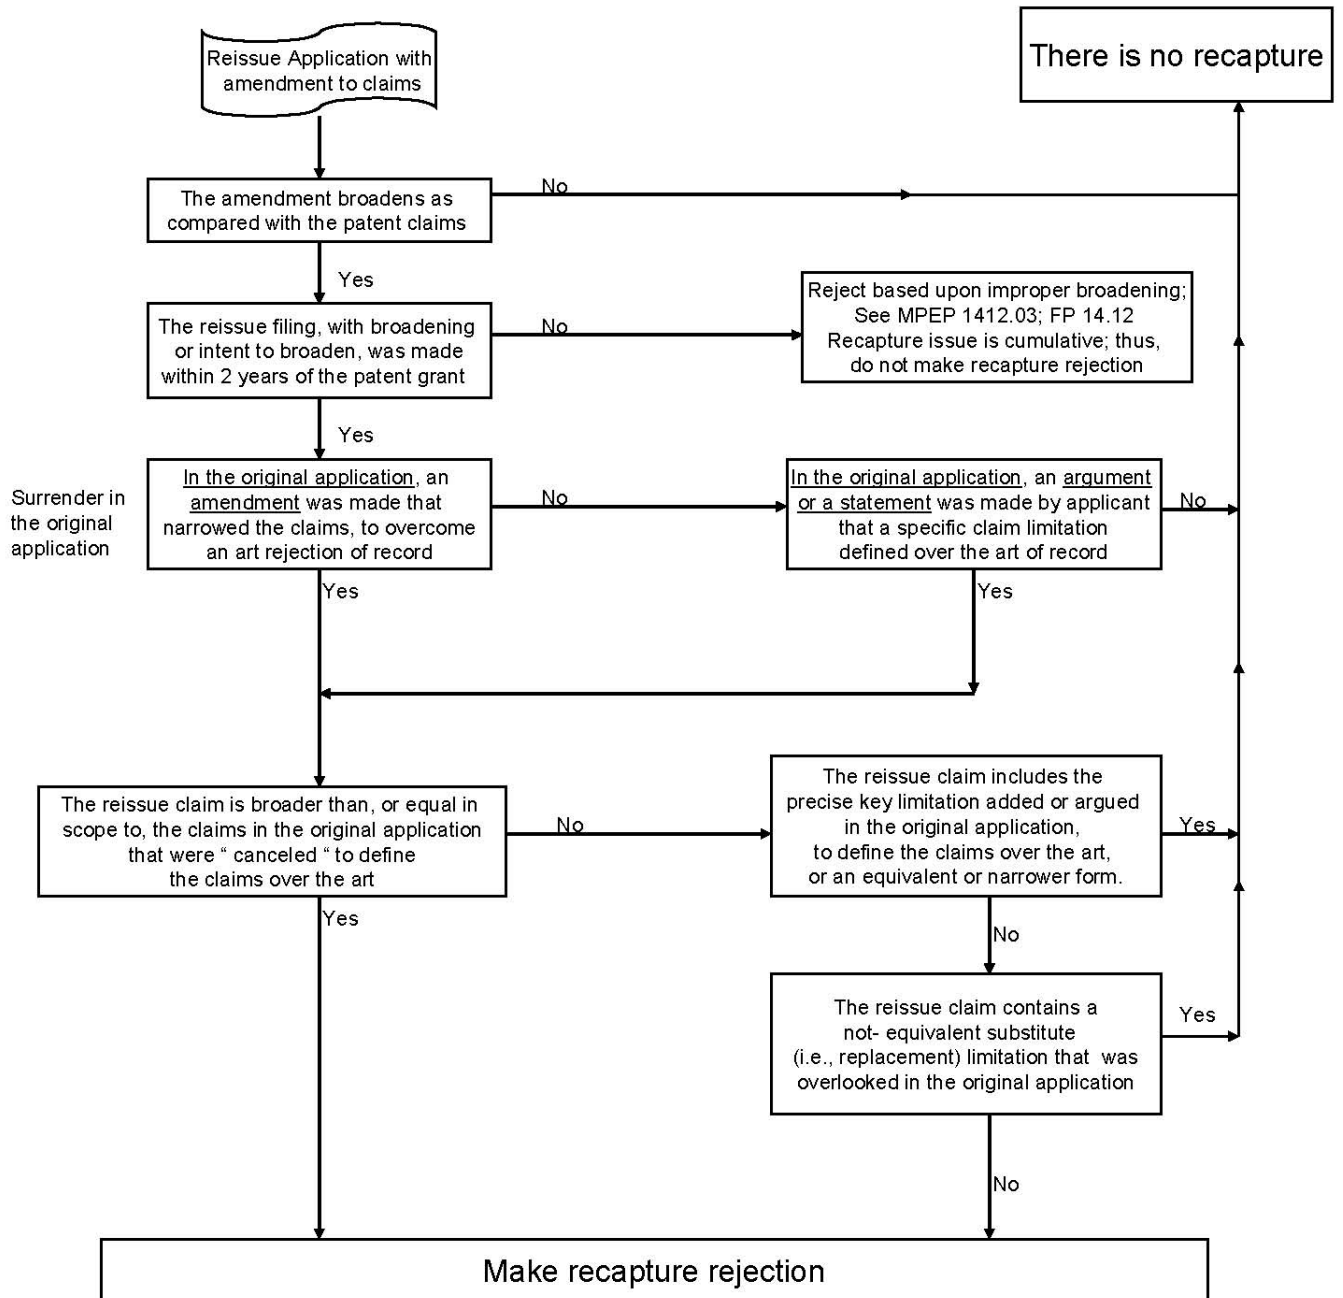 Reissue Application with
amendment to claims
There is no recapture
The amendment broadens as
compared with the patent claims
No
Yes
The reissue filing, with broadening
or intent to broaden, was made
within 2 years of the patent grant
No
Reject based upon improper broadening;
See MPEP 1412.03; FP 14.12
Recapture issue is cumulative; thus,
do not make recapture rejection
Yes
Surrender in
the original
application
In the original application, an
amendment was made that
narrowed the claims, to overcome
an art rejection of record
No
In the original application, an argument
or a statement was made by applicant
that a specific claim limitation
defined over the art of record
No
Yes
Yes
The reissue claim is broader than, or equal in
scope to, the claims in the original application
that were “ canceled “ to define
the claims over the art
No
The reissue claim includes the
precise key limitation added or argued
in the original application,
to define the claims over the art,
or an equivalent or narrower form.
Yes
Yes
No
The reissue claim contains a
not- equivalent substitute
(i.e., replacement) limitation that  was
overlooked in the original application
Yes
No
Make recapture rejection